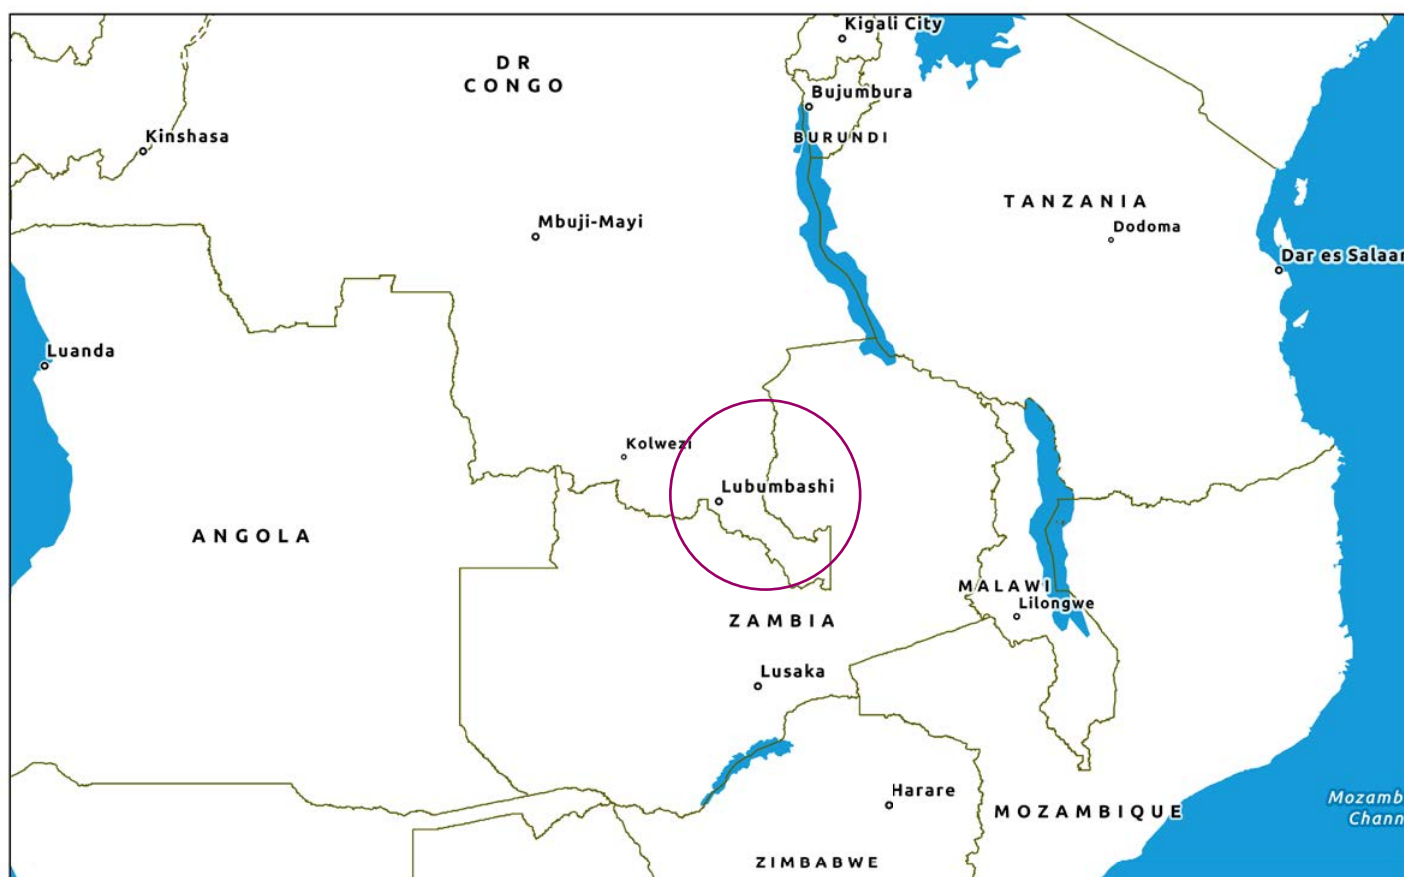 Kigali City
DR
CONGO
Bujumbura
Kinshasa
BURUNDI
TANZANIA
Mbuji-Mayi
Dodoma
Dar es Salaam
Luanda
Kolwezi
Lubumbashi
ANGOLA
MALAWI
Lilongwe
ZAMBIA
Lusaka
Harare
MOZAMBIQUE
Mozamb
Chann
ZIMBABWE